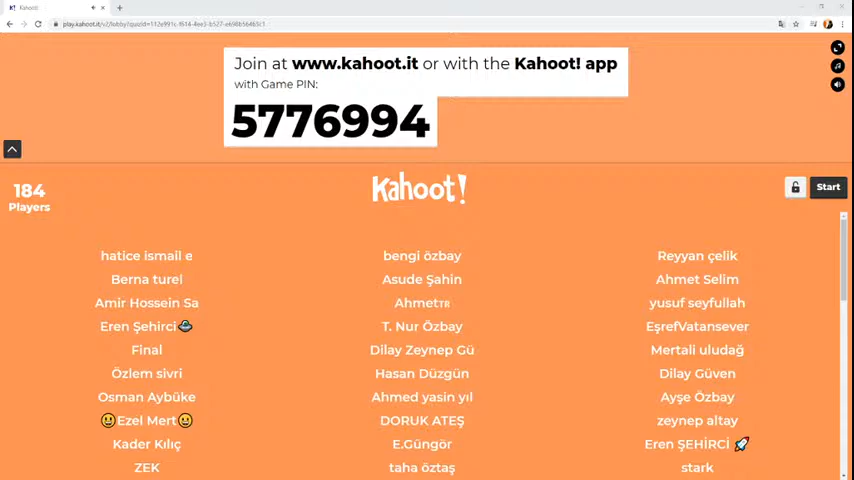 Kahoot!
play.kahoot.it/v2/lobby?quizId=
Join at www.kahoot.it or with the Kahoot! app
with Game PIN:
5776994
184
Players
Kahoot!
Start
hatice ismail e
bengi özbay
Reyyan çelik
Berna turel
Asude Şahin
Ahmet Selim
Amir Hossein Sa
Ahmetᴛʀ
yusuf seyfullah
Eren Şehirci🛸
T. Nur Özbay
EşrefVatansever
Final
Dilay Zeynep Gü
Mertali uludağ
Özlem sivri
Hasan Düzgün
Dilay Güven
Osman Aybüke
Ahmed yasin yıl
Ayşe Özbay
😃Ezel Mert😃
DORUK ATEŞ
zeynep altay
Kader Kılıç
E.Güngör
Eren ŞEHİRCİ 🚀
ZEK
taha öztaş
stark